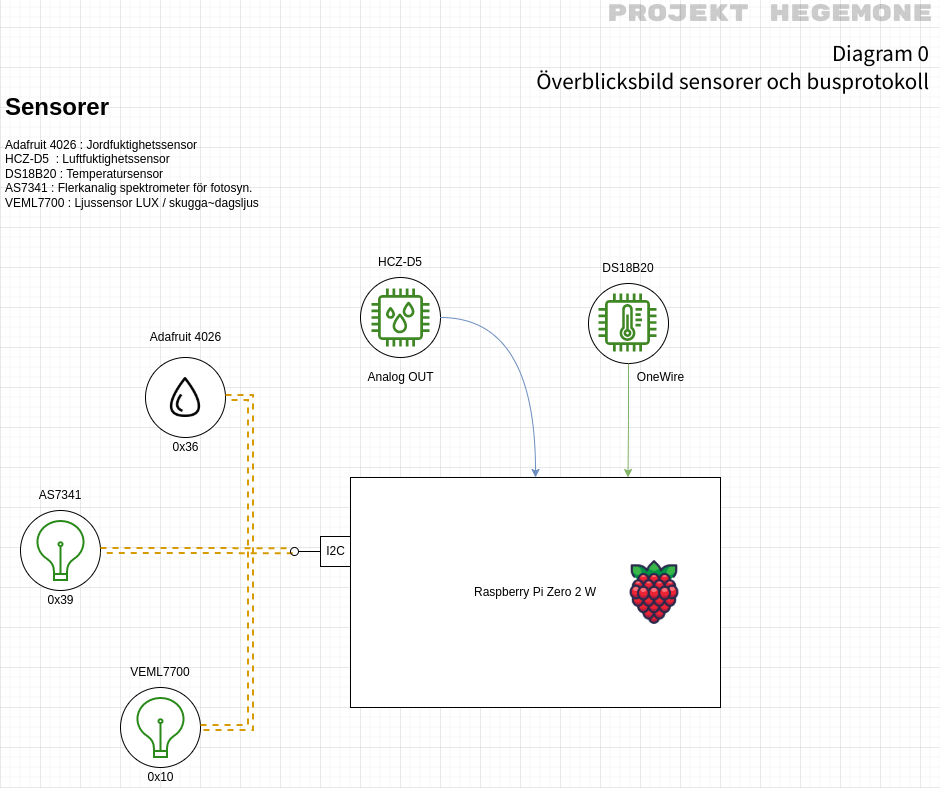 PROJEKT HEGEMONE
Diagram 0
Överblicksbild sensorer och busprotokoll
Sensorer
Adafruit 4026 : Jordfuktighetssensor
HCZ-D5 : Luftfuktighetssensor
DS18B20 : Temperatursensor
AS7341 : Flerkanalig spektrometer för fotosyn.
VEML7700 : Ljussensor LUX / skugga~dagsljus
HCZ-D5
DS18B20
Adafruit 4026
Analog OUT
OneWire
0x36
AS7341
I2C
Raspberry Pi Zero 2 W
0x39
VEML7700
0x10